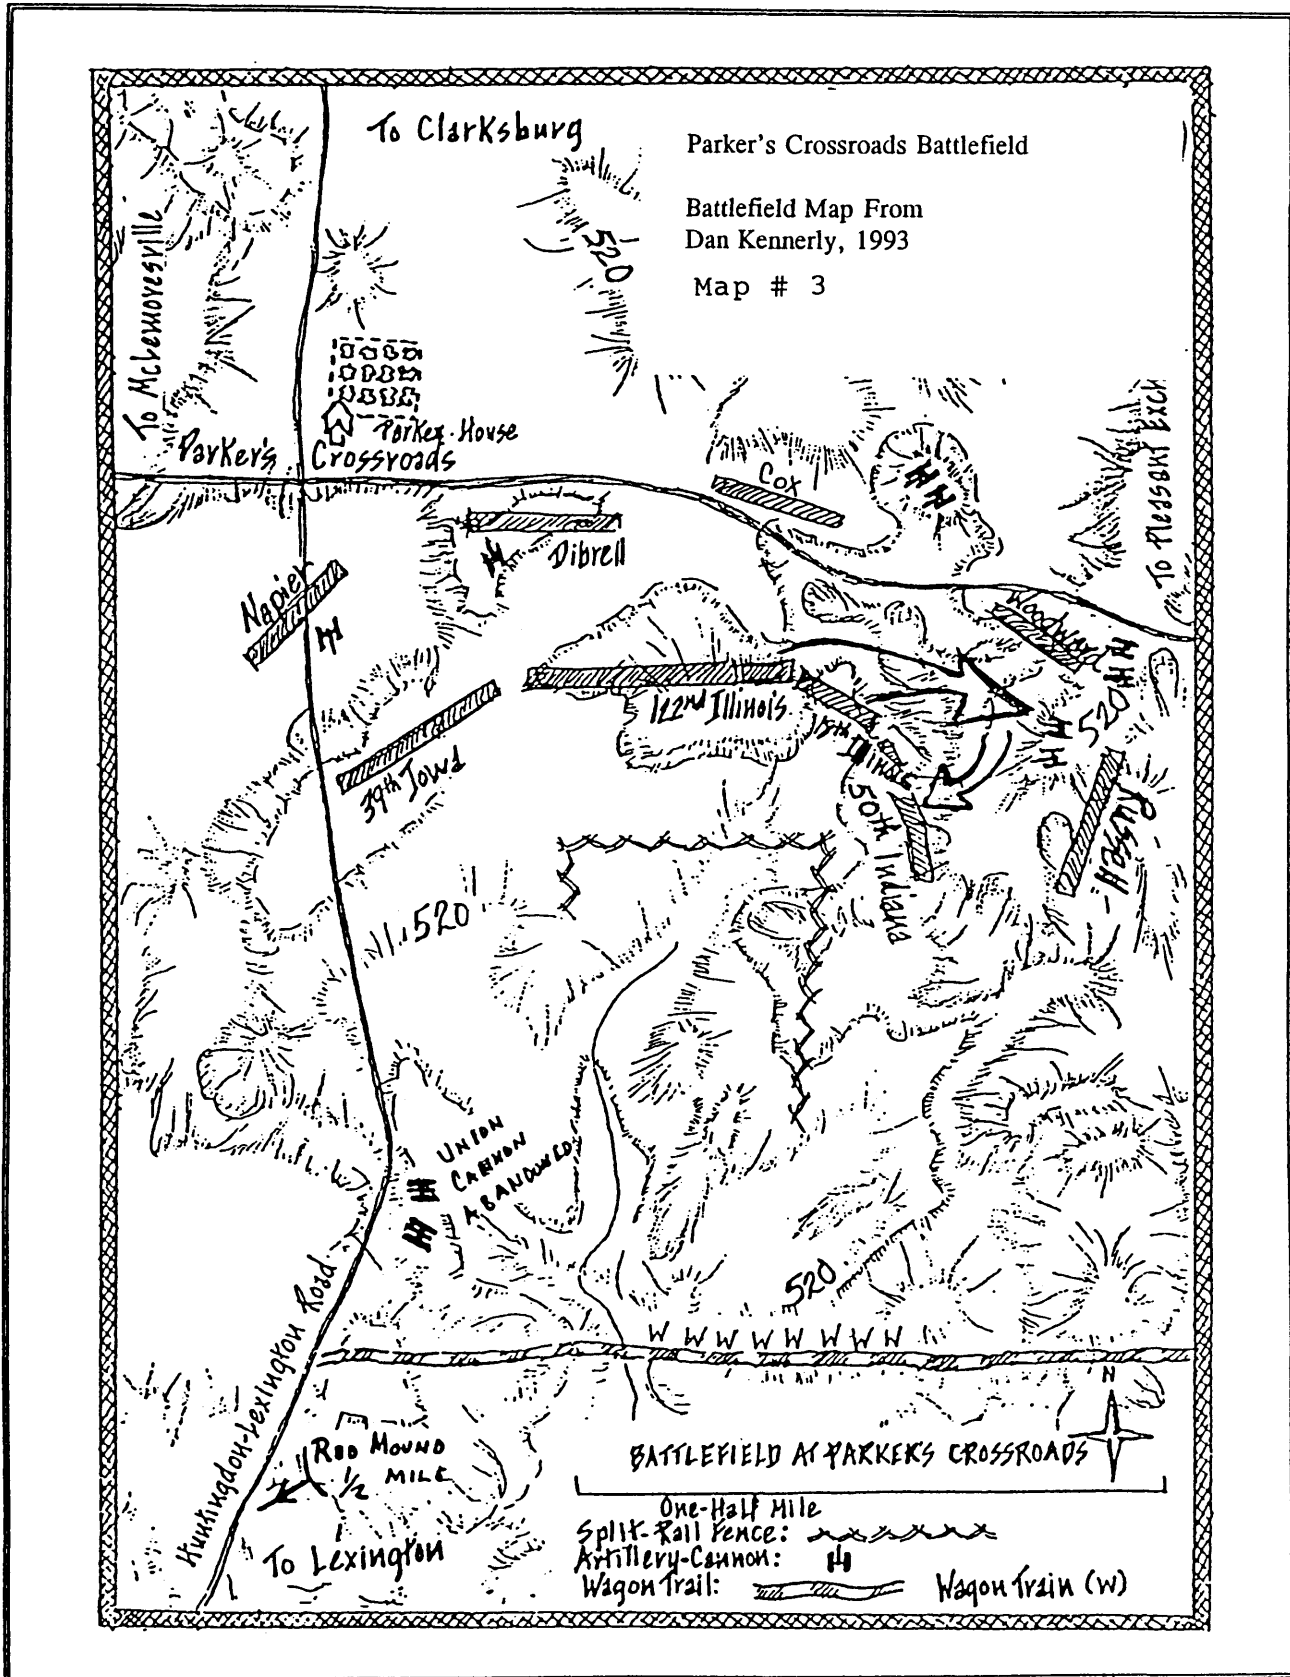 To Clarksburg
Parker's Crossroads Battlefield
Battlefield Map From
Dan Kennerly, 1993
Map # 3
520
To McLemoresville
Parker House
Parker's Crossroads
To Pleasant Exch
Cox
Dibrell
Napier
Woodward
122nd Illinois
18th Illinois
520
39th Iowa
50th Indiana
Russell
520
UNION
CANNON
ABANDONED
520
W W W W W W W W
Huntingdon-Lexington Road
N
RED MOUND
1/2 MILE
BATTLEFIELD AT PARKER'S CROSSROADS
One-Half Mile
To Lexington
Split-Rail Fence:
Artillery-Cannon:
Wagon Trail: Wagon Train (W)